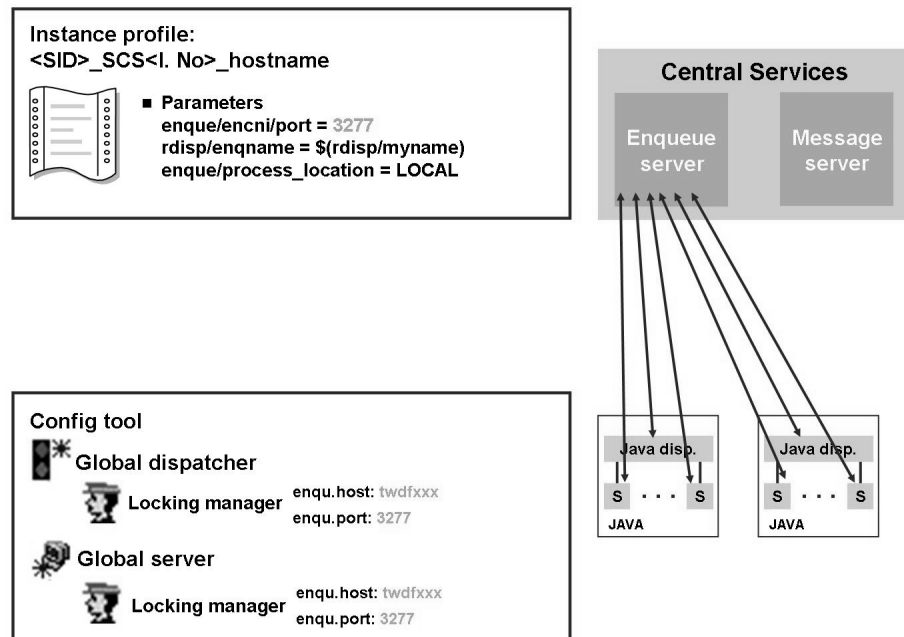 Instance profile:
<SID>_SCS<I. No>_hostname
■ Parameters
enque/encni/port = 3277
rdisp/enqname = $(rdisp/myname)
enque/process_location = LOCAL
Central Services
Enqueue server
Message server
Config tool
Global dispatcher
Locking manager
enqu.host: twdfxxx
enqu.port: 3277
Global server
Locking manager
enqu.host: twdfxxx
enqu.port: 3277
Java disp.
S . . . S
JAVA
Java disp.
S . . . S
JAVA